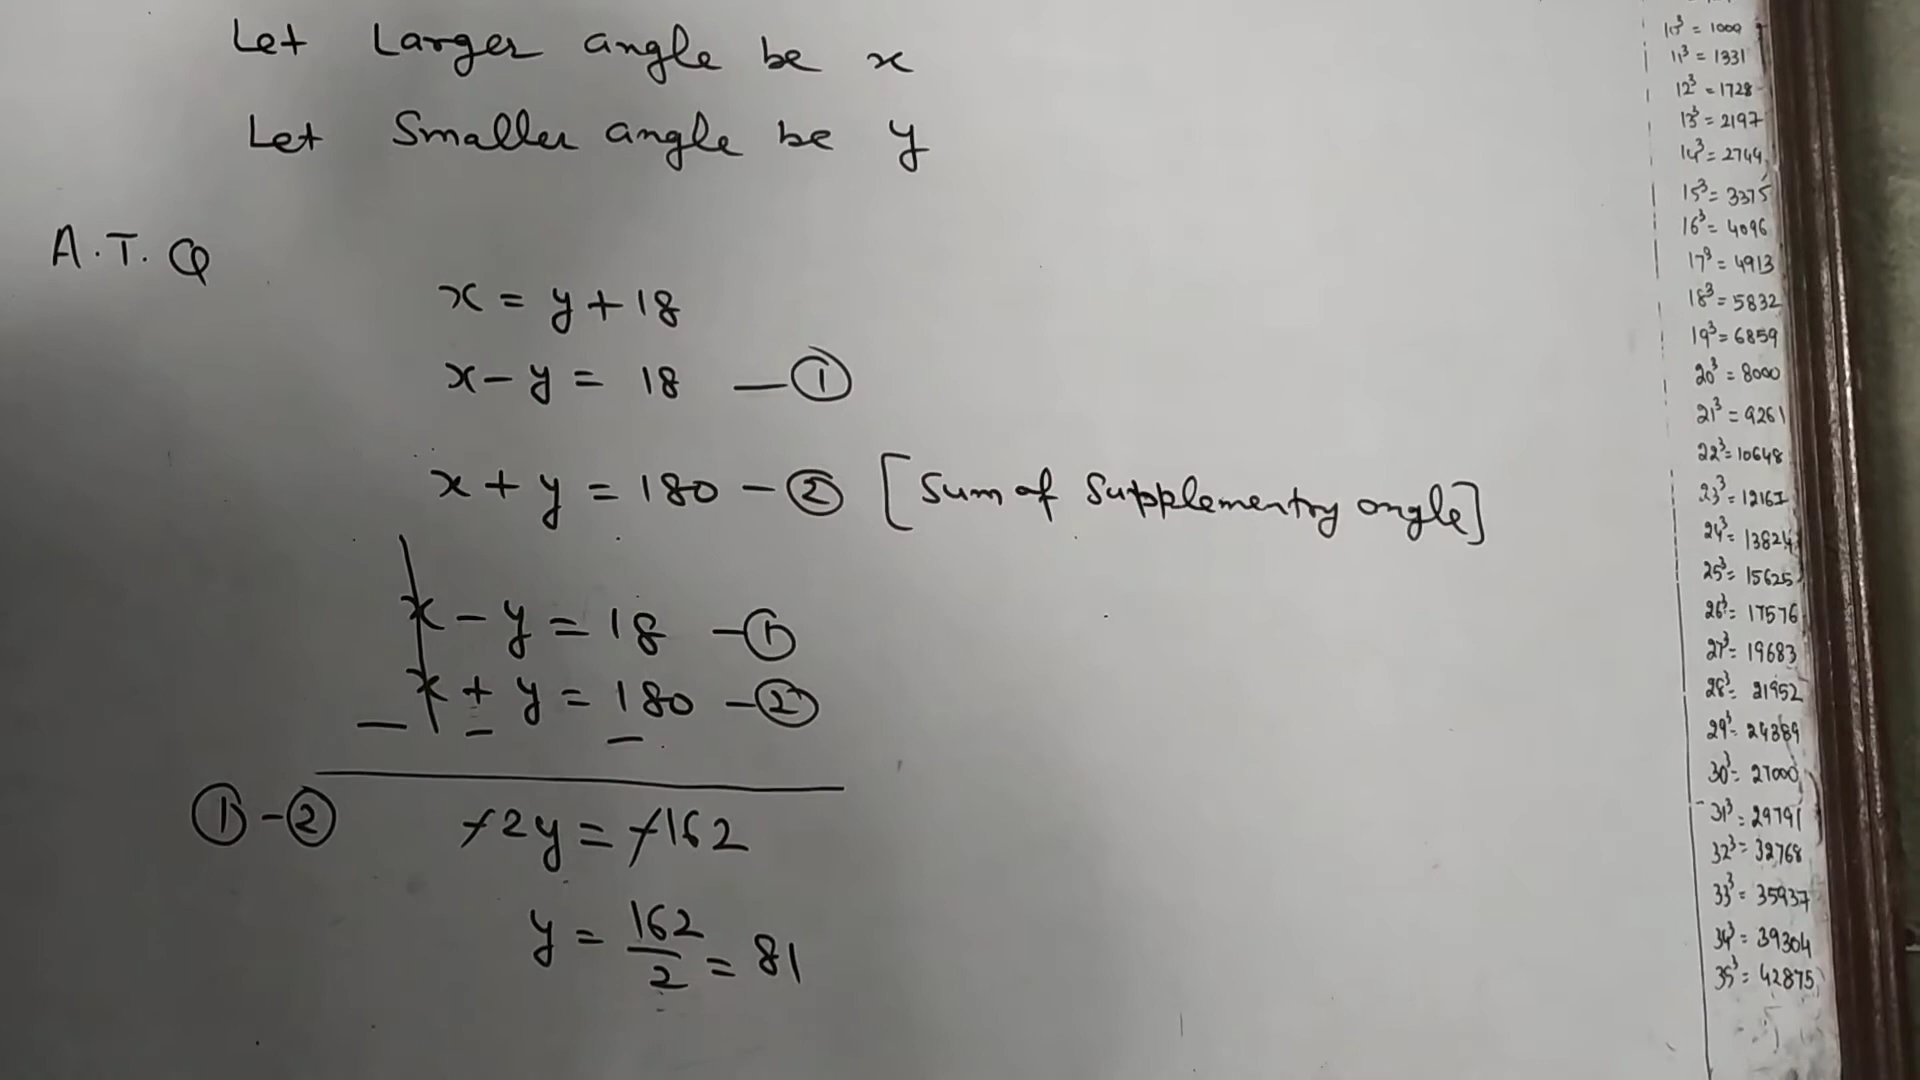 Let Larger angle be x
Let Smaller angle be y
A.T.Q
x = y + 18
x - y = 18 — ①
x + y = 180 - ② [Sum of Supplementry angle]
x - y = 18 - ①
x + y = 180 - ②
— — —
① - ② -2y = -162
y = 162/2 = 81
10³ = 1000
11³ = 1331
12³ = 1728
13³ = 2197
14³ = 2744
15³ = 3375
16³ = 4096
17³ = 4913
18³ = 5832
19³ = 6859
20³ = 8000
21³ = 9261
22³ = 10648
23³ = 12167
24³ = 13824
25³ = 15625
26³ = 17576
27³ = 19683
28³ = 21952
29³ = 24389
30³ = 27000
31³ = 29791
32³ = 32768
33³ = 35937
34³ = 39304
35³ = 42875